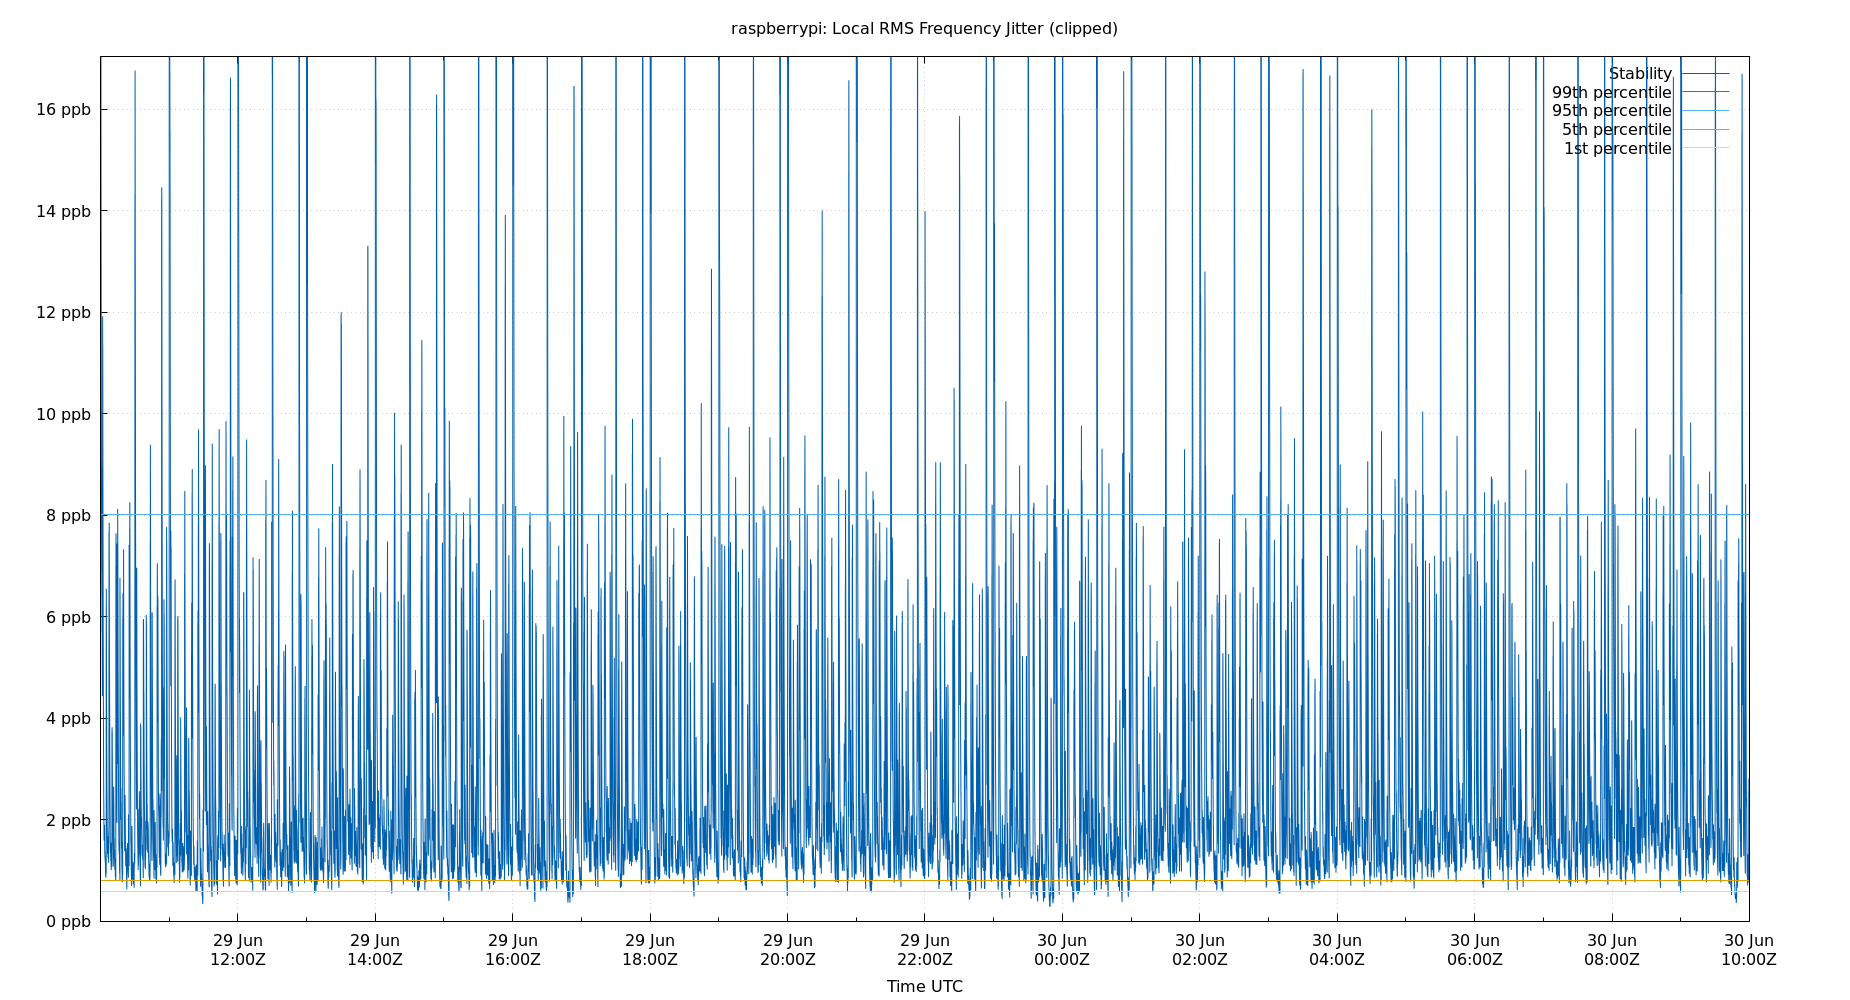 raspberrypi: Local RMS Frequency Jitter (clipped)
Stability
99th percentile
95th percentile
5th percentile
1st percentile
16 ppb
14 ppb
12 ppb
10 ppb
8 ppb
6 ppb
4 ppb
2 ppb
0 ppb
29 Jun 29 Jun 29 Jun 29 Jun 29 Jun 29 Jun 30 Jun 30 Jun 30 Jun 30 Jun 30 Jun 30 Jun
12:00Z 14:00Z 16:00Z 18:00Z 20:00Z 22:00Z 00:00Z 02:00Z 04:00Z 06:00Z 08:00Z 10:00Z
Time UTC